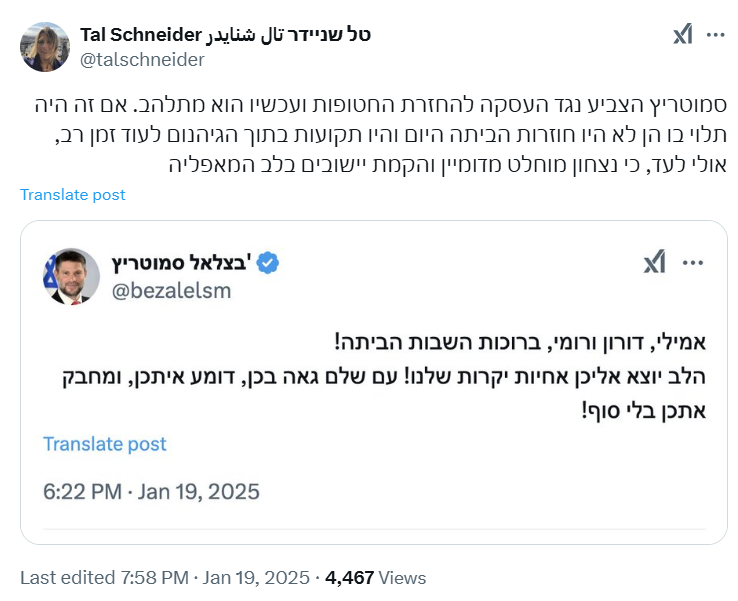 Tal Schneider טל שניידר تال شنايدر
@talschneider
סמוטריץ הצביע נגד העסקה להחזרת החטופות ועכשיו הוא מתלהב. אם זה היה
תלוי בו הן לא היו חוזרות הביתה היום והיו תקועות בתוך הגיהנום לעוד זמן רב,
אולי לעד, כי נצחון מוחלט מדומיין והקמת יישובים בלב המאפליה
Translate post
בצלאל סמוטריץ'
@bezalelsm
אמילי, דורון ורומי, ברוכות השבות הביתה!
הלב יוצא אליכן אחיות יקרות שלנו! עם שלם גאה בכן, דומע איתכן, ומחבק
אתכן בלי סוף!
Translate post
6:22 PM · Jan 19, 2025
Last edited 7:58 PM · Jan 19, 2025 · 4,467 Views